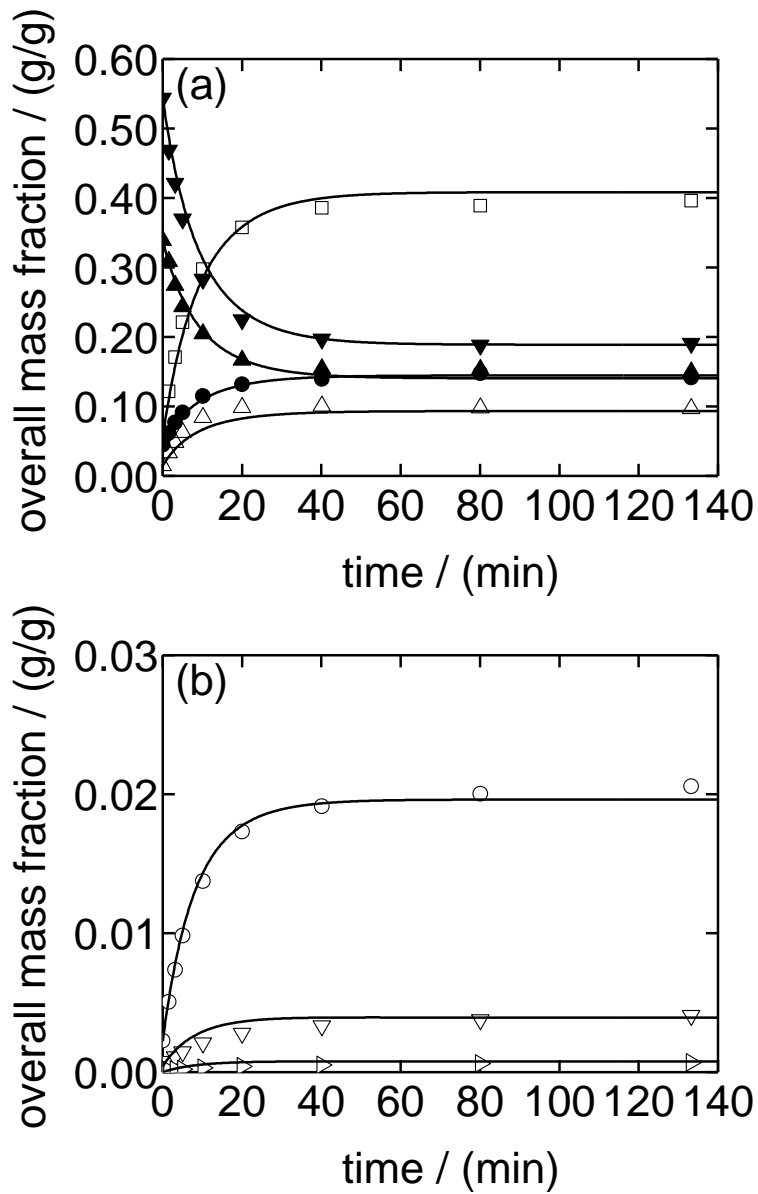 overall mass fraction / (g/g)
(a)
0.60
0.50
0.40
0.30
0.20
0.10
0.00
0 20 40 60 80 100 120 140
time / (min)
overall mass fraction / (g/g)
(b)
0.03
0.02
0.01
0.00
0 20 40 60 80 100 120 140
time / (min)